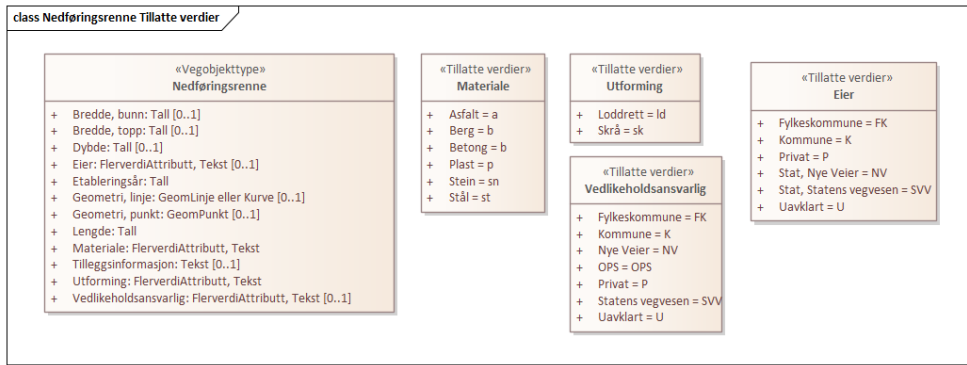 class Nedføringsrenne Tillatte verdier
«Vegobjekttype»
Nedføringsrenne
+ Bredde, bunn: Tall [0..1]
+ Bredde, topp: Tall [0..1]
+ Dybde: Tall [0..1]
+ Eier: FlerverdiAttributt, Tekst [0..1]
+ Etableringsår: Tall
+ Geometri, linje: GeomLinje eller Kurve [0..1]
+ Geometri, punkt: GeomPunkt [0..1]
+ Lengde: Tall
+ Materiale: FlerverdiAttributt, Tekst
+ Tilleggsinformasjon: Tekst [0..1]
+ Utforming: FlerverdiAttributt, Tekst
+ Vedlikeholdsansvarlig: FlerverdiAttributt, Tekst [0..1]
«Tillatte verdier»
Materiale
+ Asfalt = a
+ Berg = b
+ Betong = b
+ Plast = p
+ Stein = sn
+ Stål = st
«Tillatte verdier»
Utforming
+ Loddrett = ld
+ Skrå = sk
«Tillatte verdier»
Vedlikeholdsansvarlig
+ Fylkeskommune = FK
+ Kommune = K
+ Nye Veier = NV
+ OPS = OPS
+ Privat = P
+ Statens vegvesen = SVV
+ Uavklart = U
«Tillatte verdier»
Eier
+ Fylkeskommune = FK
+ Kommune = K
+ Privat = P
+ Stat, Nye Veier = NV
+ Stat, Statens vegvesen = SVV
+ Uavklart = U